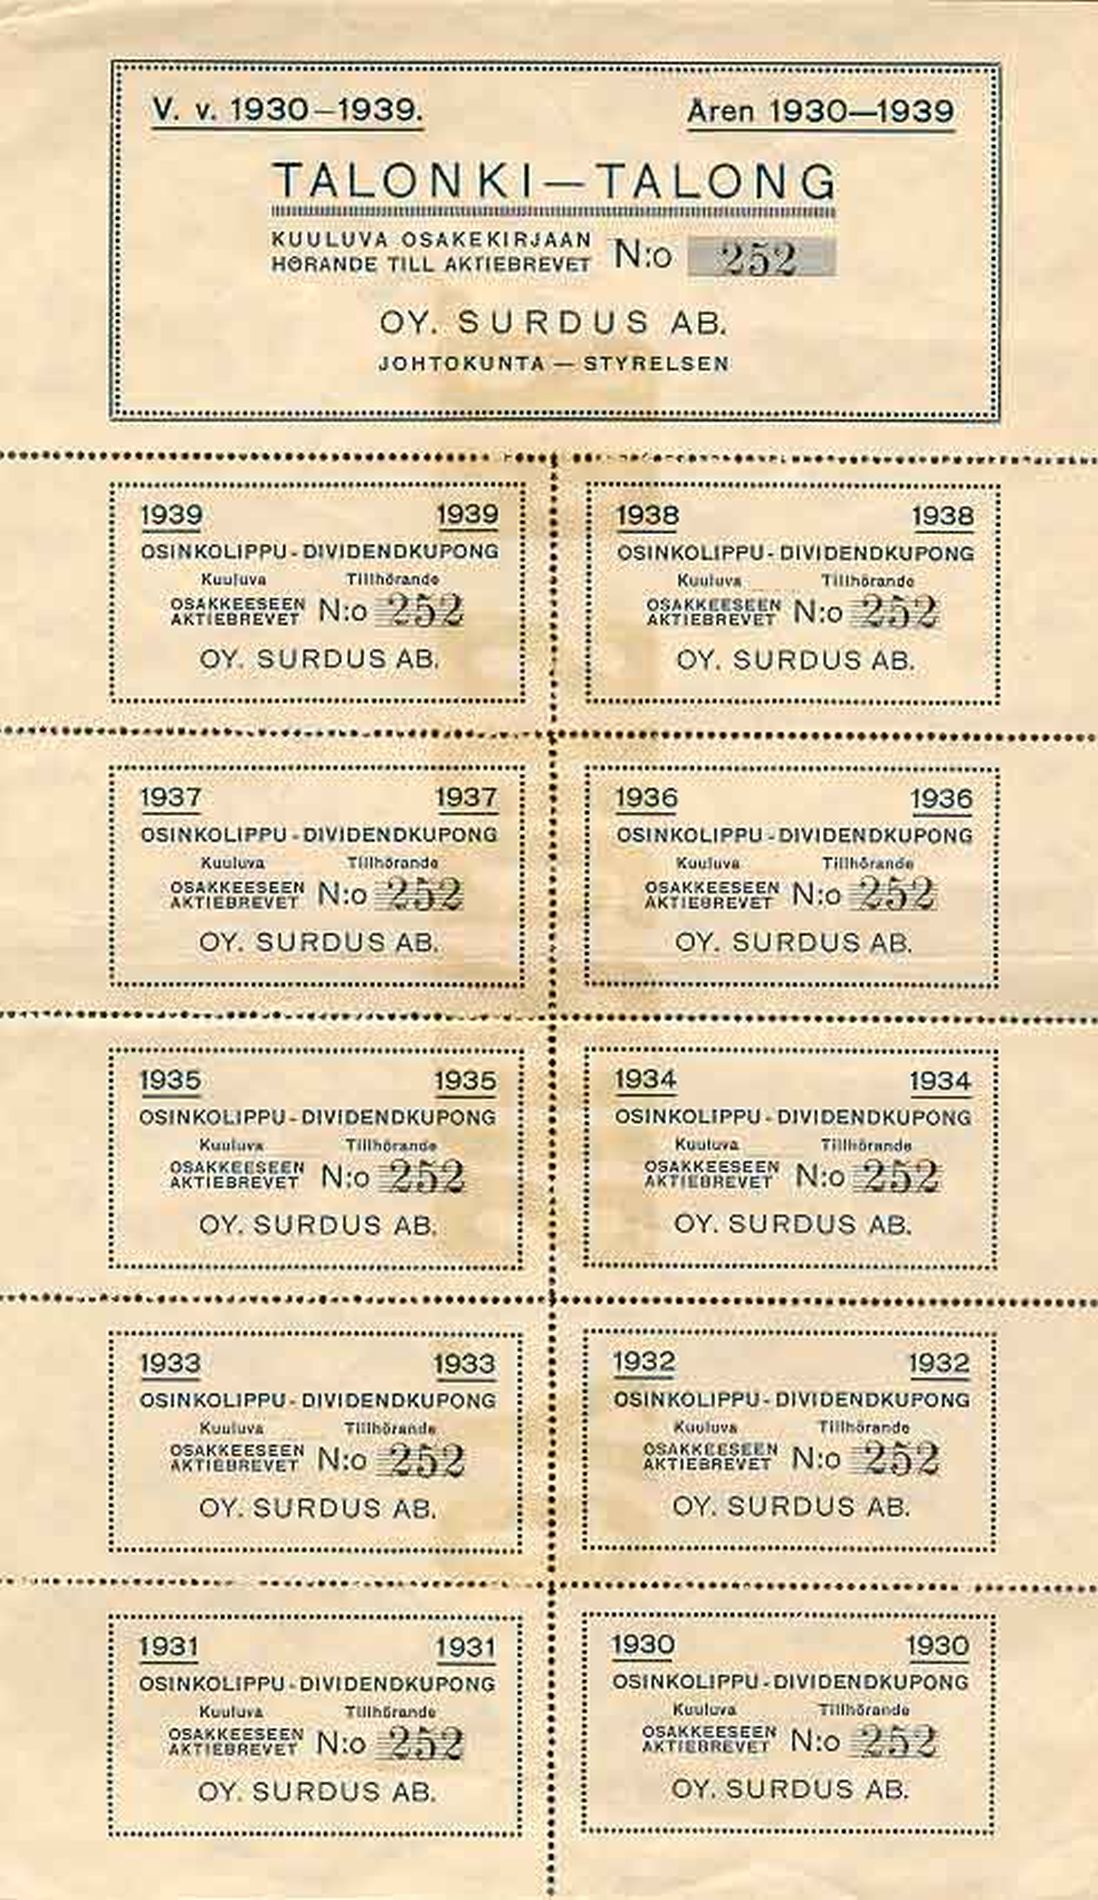 V. v. 1930–1939. Åren 1930—1939
TALONKI—TALONG
KUULUVA OSAKEKIRJAAN
HÖRANDE TILL AKTIEBREVET N:o 252
OY. SURDUS AB.
JOHTOKUNTA — STYRELSEN
1939 1939
OSINKOLIPPU - DIVIDENDKUPONG
Kuuluva Tillhörande
OSAKKEESEEN
AKTIEBREVET N:o 252
OY. SURDUS AB.
1938 1938
OSINKOLIPPU - DIVIDENDKUPONG
Kuuluva Tillhörande
OSAKKEESEEN
AKTIEBREVET N:o 252
OY. SURDUS AB.
1937 1937
OSINKOLIPPU - DIVIDENDKUPONG
Kuuluva Tillhörande
OSAKKEESEEN
AKTIEBREVET N:o 252
OY. SURDUS AB.
1936 1936
OSINKOLIPPU - DIVIDENDKUPONG
Kuuluva Tillhörande
OSAKKEESEEN
AKTIEBREVET N:o 252
OY. SURDUS AB.
1935 1935
OSINKOLIPPU - DIVIDENDKUPONG
Kuuluva Tillhörande
OSAKKEESEEN
AKTIEBREVET N:o 252
OY. SURDUS AB.
1934 1934
OSINKOLIPPU - DIVIDENDKUPONG
Kuuluva Tillhörande
OSAKKEESEEN
AKTIEBREVET N:o 252
OY. SURDUS AB.
1933 1933
OSINKOLIPPU - DIVIDENDKUPONG
Kuuluva Tillhörande
OSAKKEESEEN
AKTIEBREVET N:o 252
OY. SURDUS AB.
1932 1932
OSINKOLIPPU - DIVIDENDKUPONG
Kuuluva Tillhörande
OSAKKEESEEN
AKTIEBREVET N:o 252
OY. SURDUS AB.
1931 1931
OSINKOLIPPU - DIVIDENDKUPONG
Kuuluva Tillhörande
OSAKKEESEEN
AKTIEBREVET N:o 252
OY. SURDUS AB.
1930 1930
OSINKOLIPPU - DIVIDENDKUPONG
Kuuluva Tillhörande
OSAKKEESEEN
AKTIEBREVET N:o 252
OY. SURDUS AB.